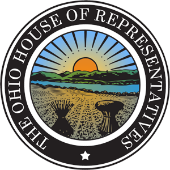 THE OHIO HOUSE OF REPRESENTATIVES